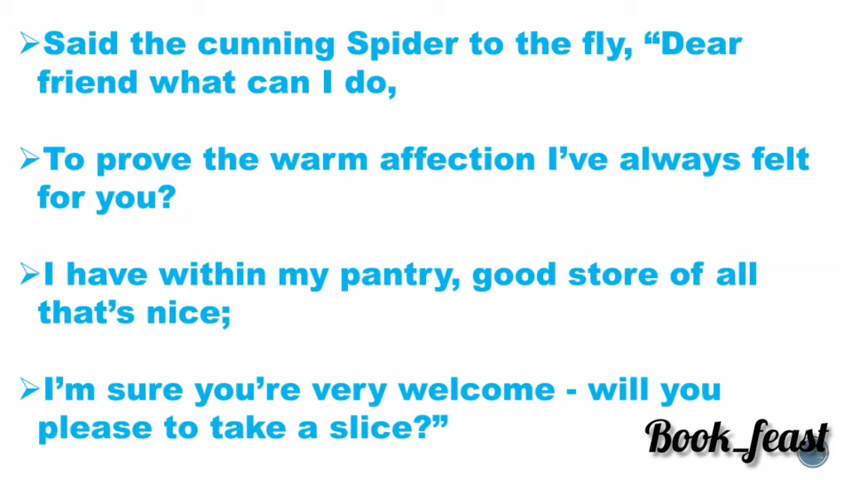 ➢Said the cunning Spider to the fly, “Dear
friend what can I do,
➢To prove the warm affection I’ve always felt
for you?
➢I have within my pantry, good store of all
that’s nice;
➢I’m sure you’re very welcome - will you
please to take a slice?”
Book_feast